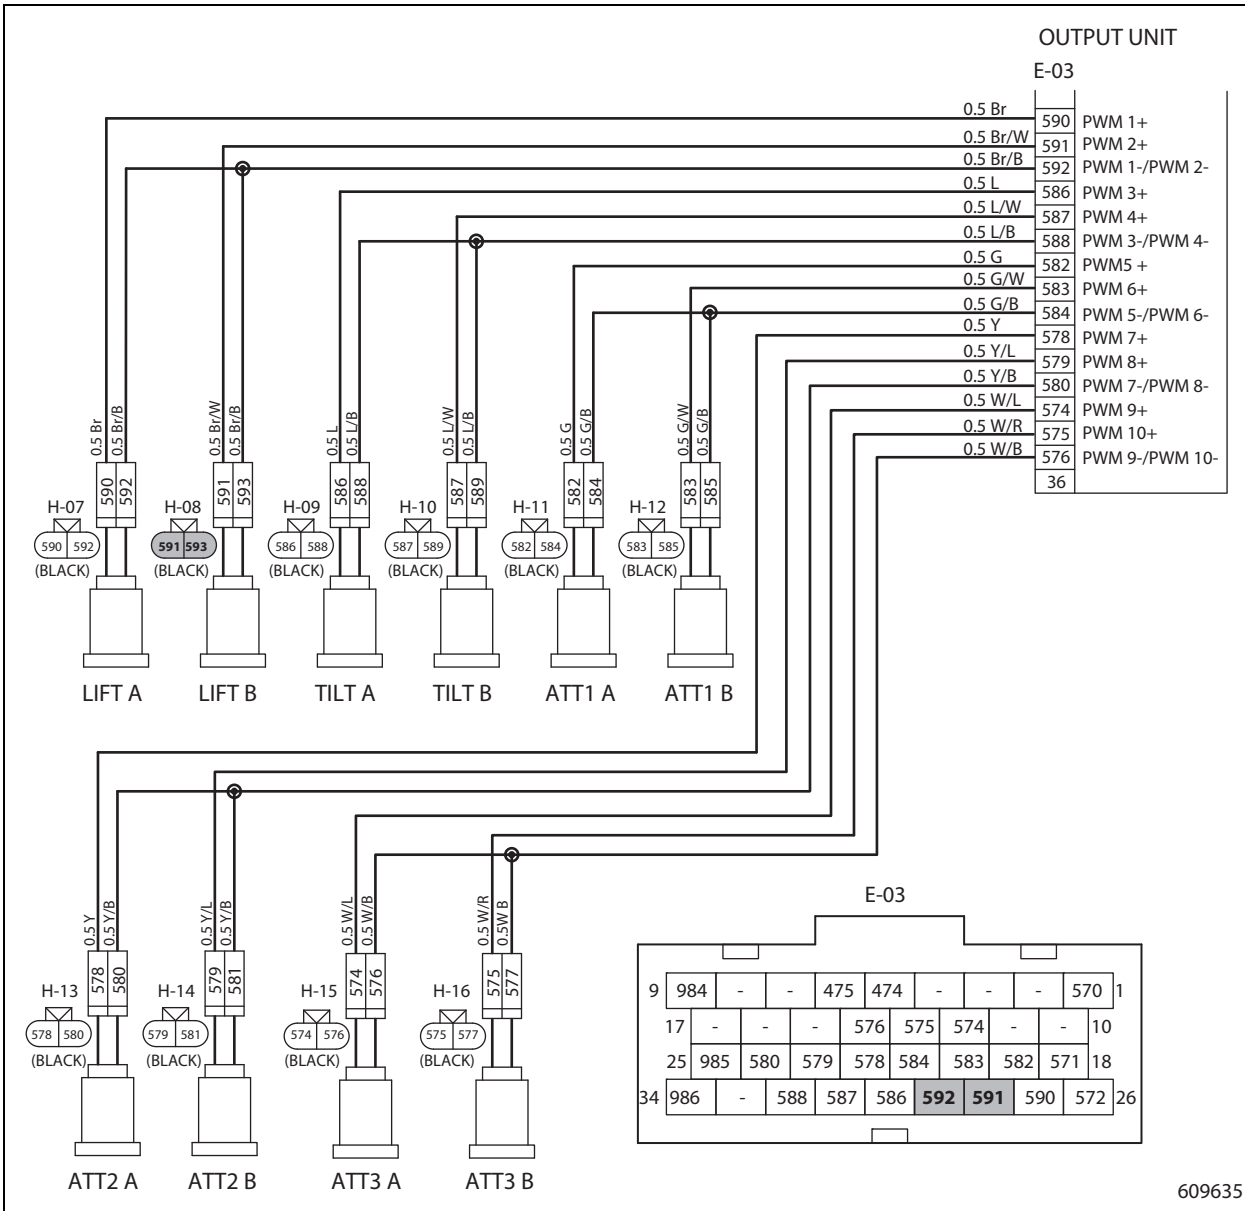 OUTPUT UNIT
E-03
0.5 Br 590 PWM 1+
0.5 Br/W 591 PWM 2+
0.5 Br/B 592 PWM 1-/PWM 2-
0.5 L 586 PWM 3+
0.5 L/W 587 PWM 4+
0.5 L/B 588 PWM 3-/PWM 4-
0.5 G 582 PWM5 +
0.5 G/W 583 PWM 6+
0.5 G/B 584 PWM 5-/PWM 6-
0.5 Y 578 PWM 7+
0.5 Y/L 579 PWM 8+
0.5 Y/B 580 PWM 7-/PWM 8-
0.5 W/L 574 PWM 9+
0.5 W/R 575 PWM 10+
0.5 W/B 576 PWM 9-/PWM 10-
36
0.5 Br 0.5 Br/B 0.5 Br/W 0.5 Br/B 0.5 L 0.5 L/B 0.5 L/W 0.5 L/B 0.5 G 0.5 G/B 0.5 G/W 0.5 G/B
590 592 591 593 586 588 587 589 582 584 583 585
H-07 H-08 H-09 H-10 H-11 H-12
590 592 591 593 586 588 587 589 582 584 583 585
(BLACK) (BLACK) (BLACK) (BLACK) (BLACK) (BLACK)
LIFT A LIFT B TILT A TILT B ATT1 A ATT1 B
0.5 Y 0.5 Y/B 0.5 Y/L 0.5 Y/B 0.5 W/L 0.5 W/B 0.5 W/R 0.5W B
578 580 579 581 574 576 575 577
H-13 H-14 H-15 H-16
578 580 579 581 574 576 575 577
(BLACK) (BLACK) (BLACK) (BLACK)
ATT2 A ATT2 B ATT3 A ATT3 B
E-03
9 984 - - 475 474 - - - 570 1
17 - - - 576 575 574 - - 10
25 985 580 579 578 584 583 582 571 18
34 986 - 588 587 586 592 591 590 572 26
609635